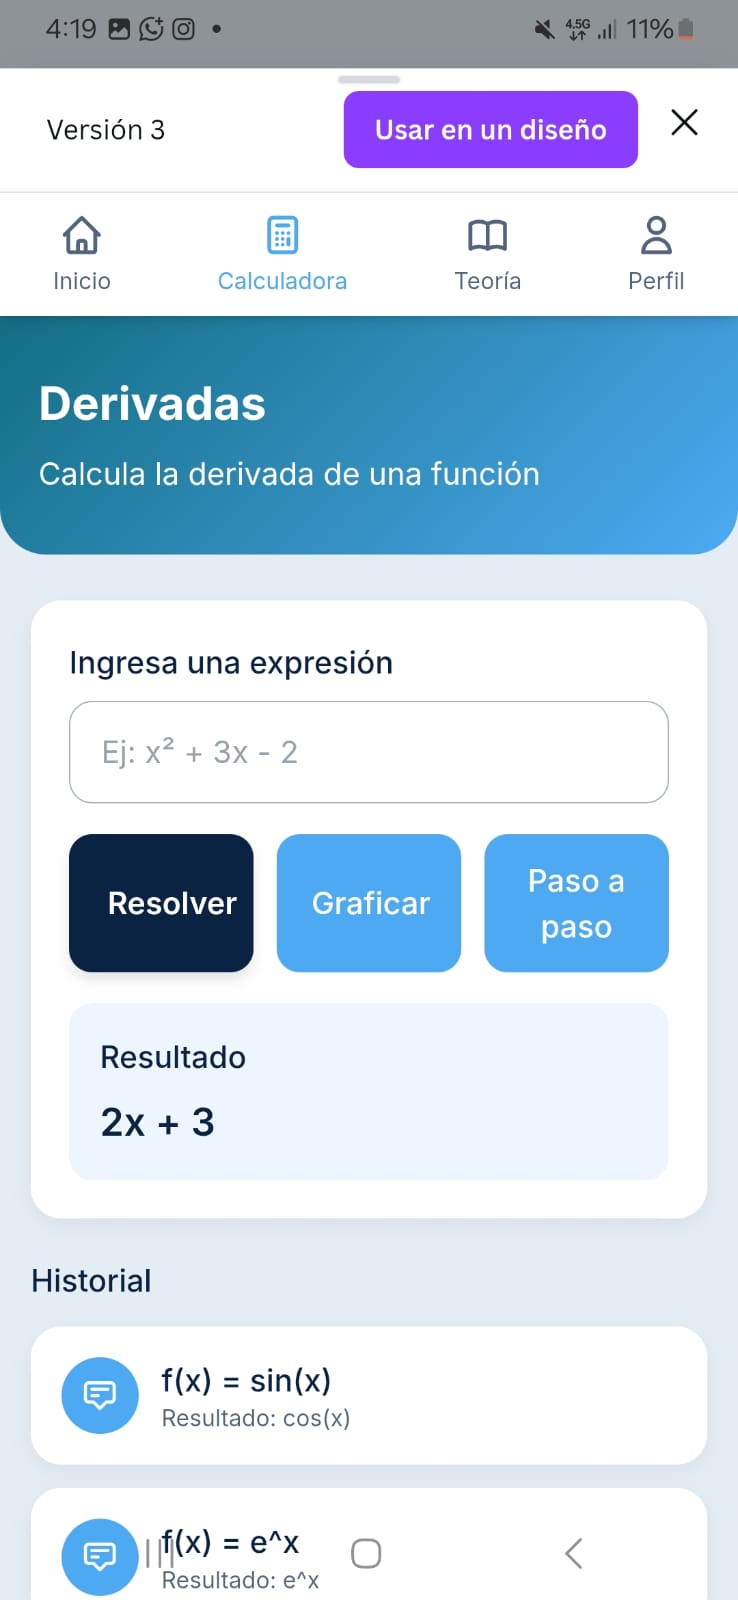 4:19
4.5G
11%
Versión 3
Usar en un diseño
Inicio
Calculadora
Teoría
Perfil
Derivadas
Calcula la derivada de una función
Ingresa una expresión
Ej: x² + 3x - 2
Resolver
Graficar
Paso a
paso
Resultado
2x + 3
Historial
f(x) = sin(x)
Resultado: cos(x)
f(x) = e^x
Resultado: e^x